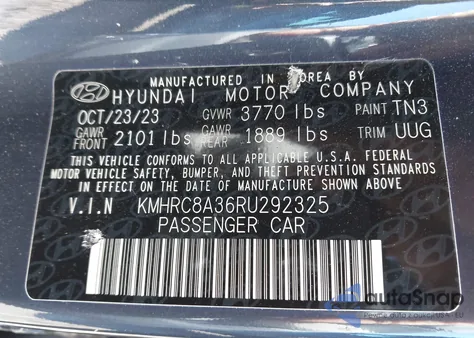 MANUFACTURED IN KOREA BY
HYUNDAI MOTOR COMPANY
OCT/23/23 GVWR 3770 lbs PAINT TN3
GAWR FRONT 2101 lbs GAWR REAR 1889 lbs TRIM UUG
THIS VEHICLE CONFORMS TO ALL APPLICABLE U.S.A. FEDERAL
MOTOR VEHICLE SAFETY, BUMPER, AND THEFT PREVENTION STANDARDS
IN EFFECT ON THE DATE OF MANUFACTURE SHOWN ABOVE.
V.I.N KMHRC8A36RU292325
PASSENGER CAR
autoSnap